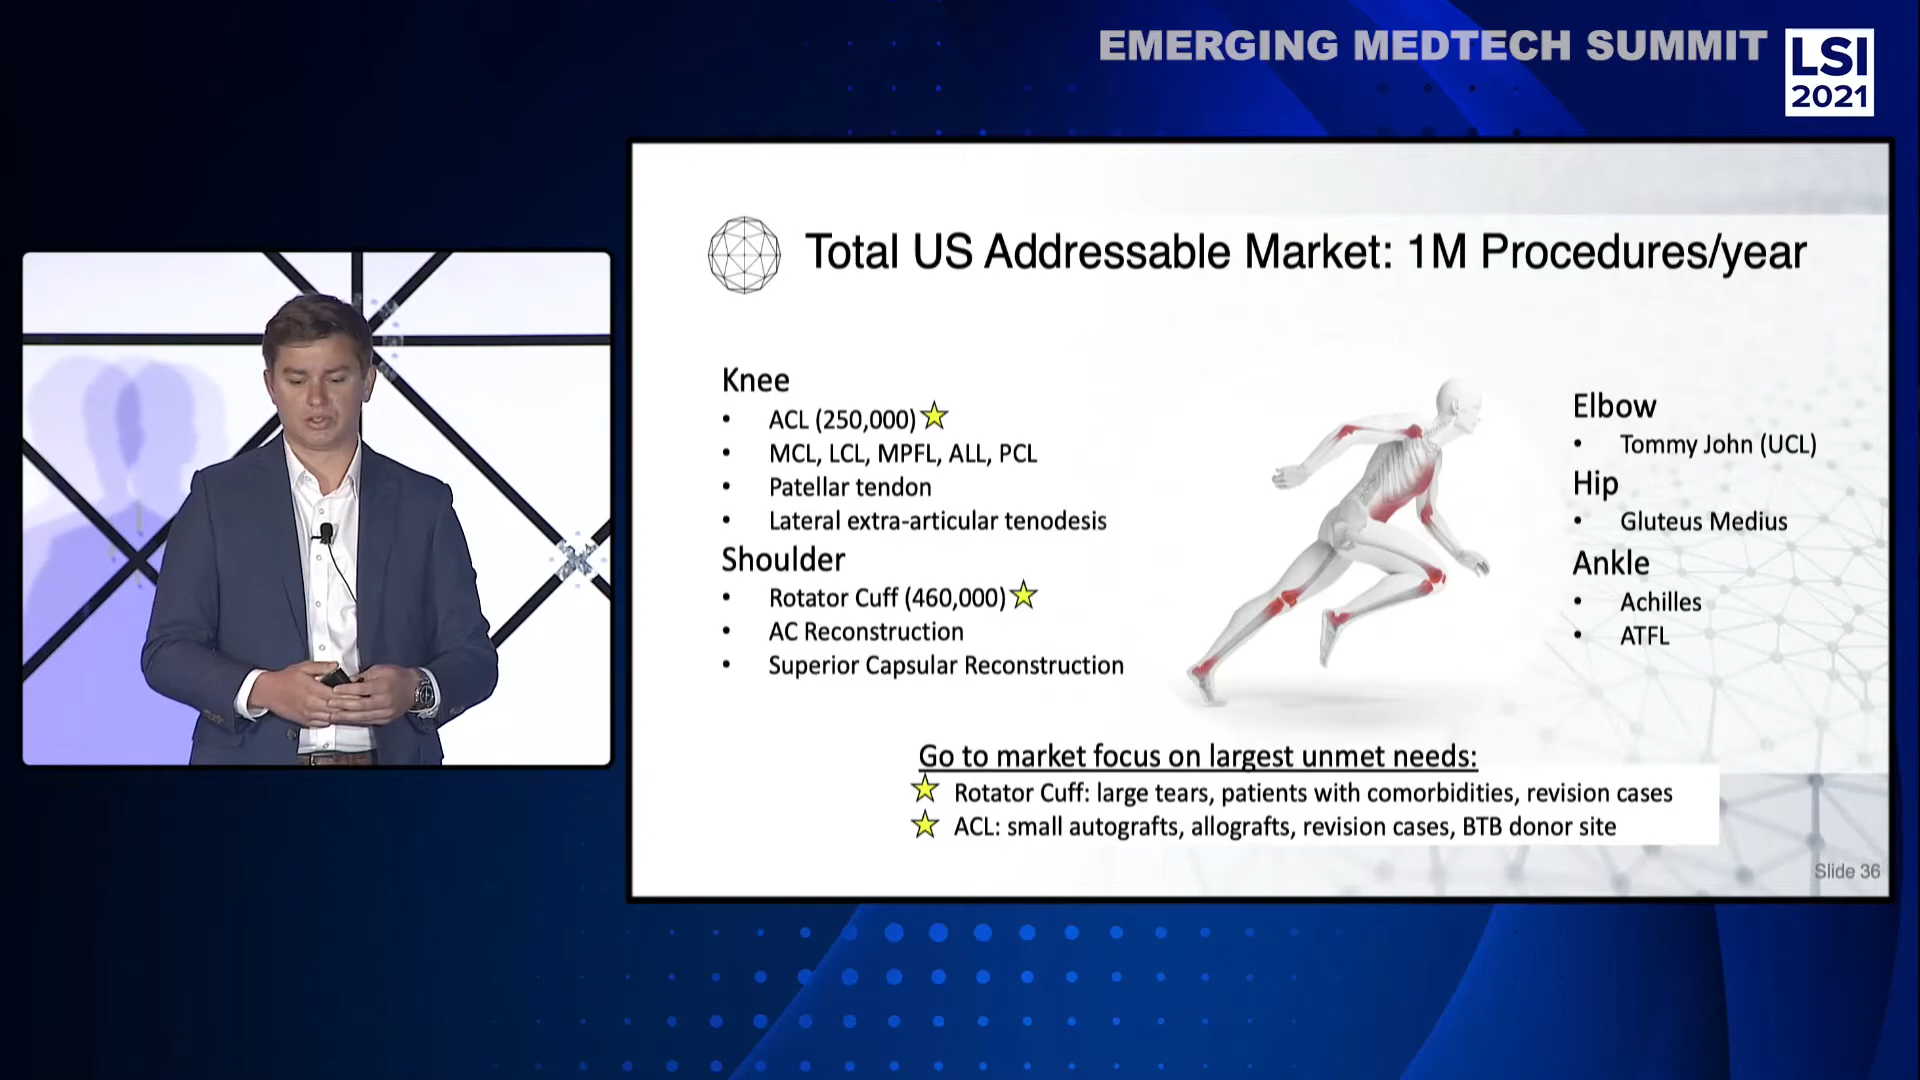 EMERGING MEDTECH SUMMIT
LSI
2021
Total US Addressable Market: 1M Procedures/year
Knee
• ACL (250,000)
• MCL, LCL, MPFL, ALL, PCL
• Patellar tendon
• Lateral extra-articular tenodesis
Shoulder
• Rotator Cuff (460,000)
• AC Reconstruction
• Superior Capsular Reconstruction
Elbow
• Tommy John (UCL)
Hip
• Gluteus Medius
Ankle
• Achilles
• ATFL
Go to market focus on largest unmet needs:
Rotator Cuff: large tears, patients with comorbidities, revision cases
ACL: small autografts, allografts, revision cases, BTB donor site
Slide 36